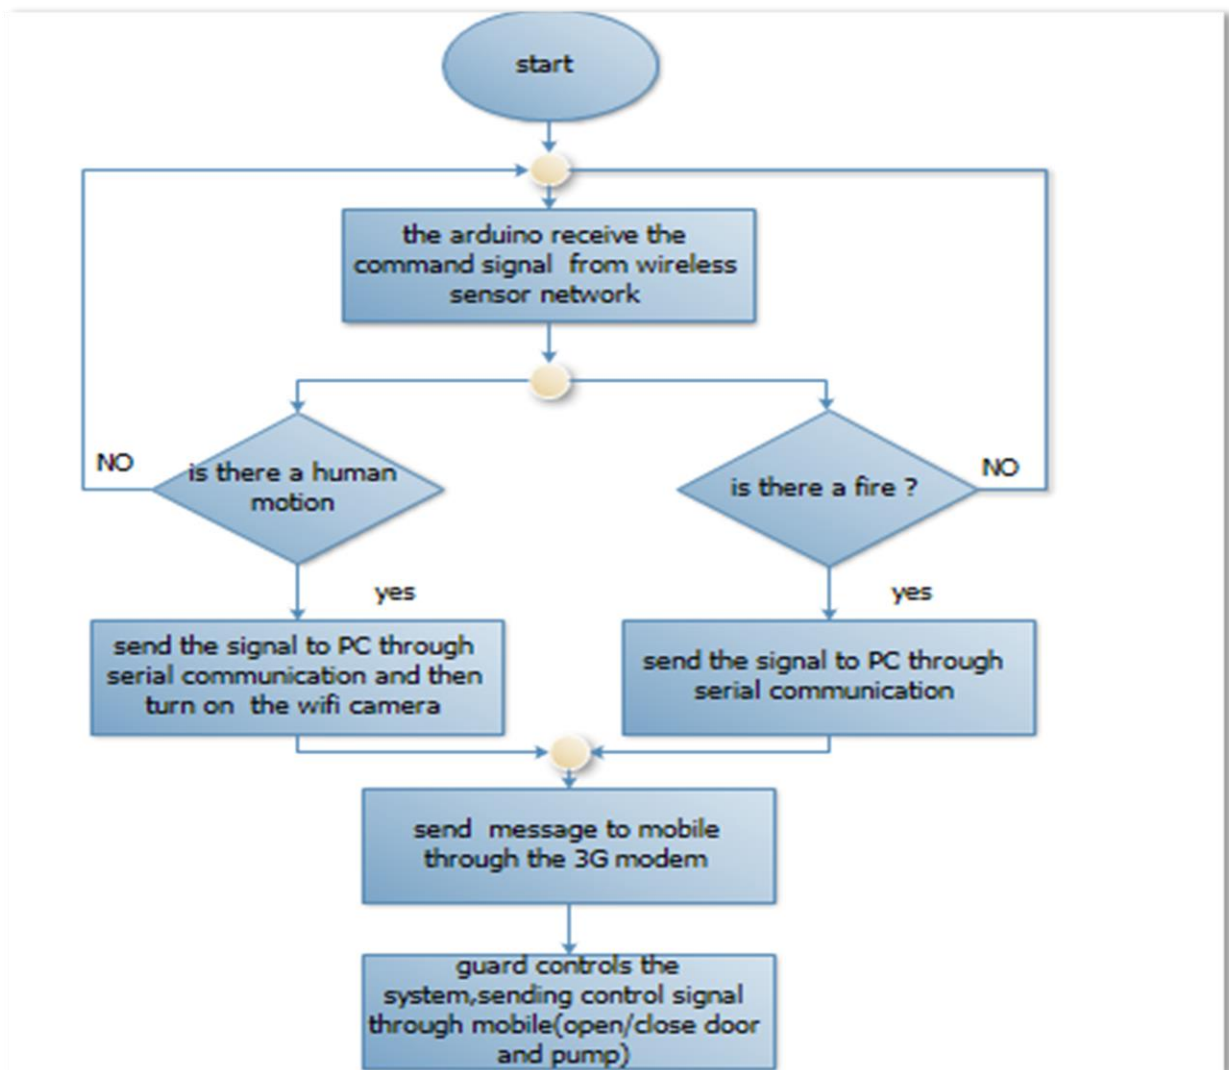 start
the arduino receive the
command signal from wireless
sensor network
NO
is there a human
motion
is there a fire ?
NO
yes
yes
send the signal to PC through
serial communication and then
turn on the wifi camera
send the signal to PC through
serial communication
send message to mobile
through the 3G modem
guard controls the
system,sending control signal
through mobile(open/close door
and pump)